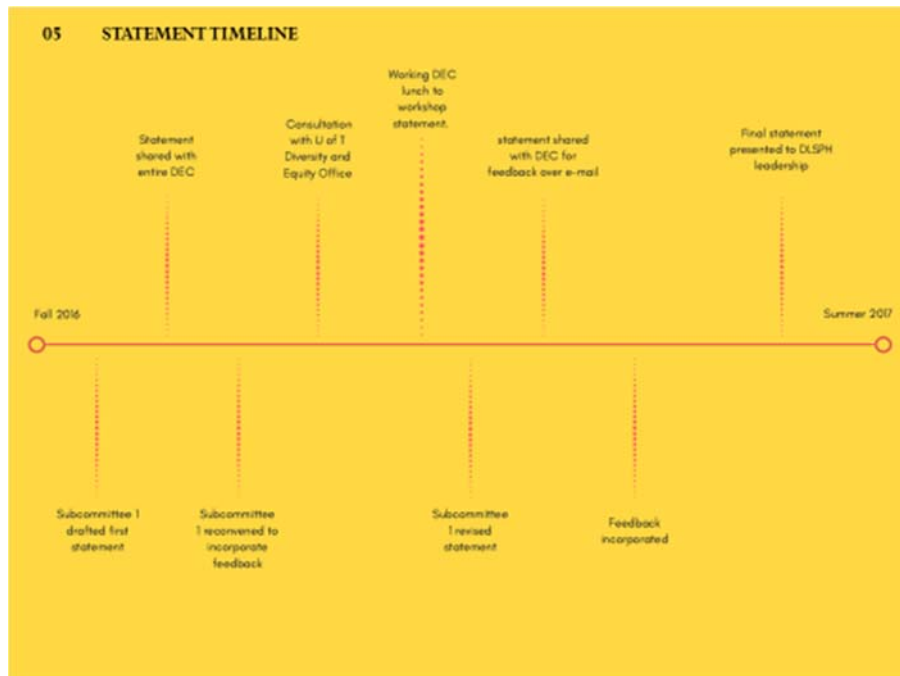 05 STATEMENT TIMELINE
Working DEC
lunch to
workshop
statement.
Consultation
with U of T
Diversity and
Equity Office
Statement
shared with
entire DEC
statement shared
with DEC for
feedback over e-mail
Final statement
presented to DLSPH
leadership
Fall 2016
Summer 2017
Subcommittee 1
drafted first
statement
Subcommittee
1 reconvened to
incorporate
feedback
Subcommittee
1 revised
statement
Feedback
incorporated